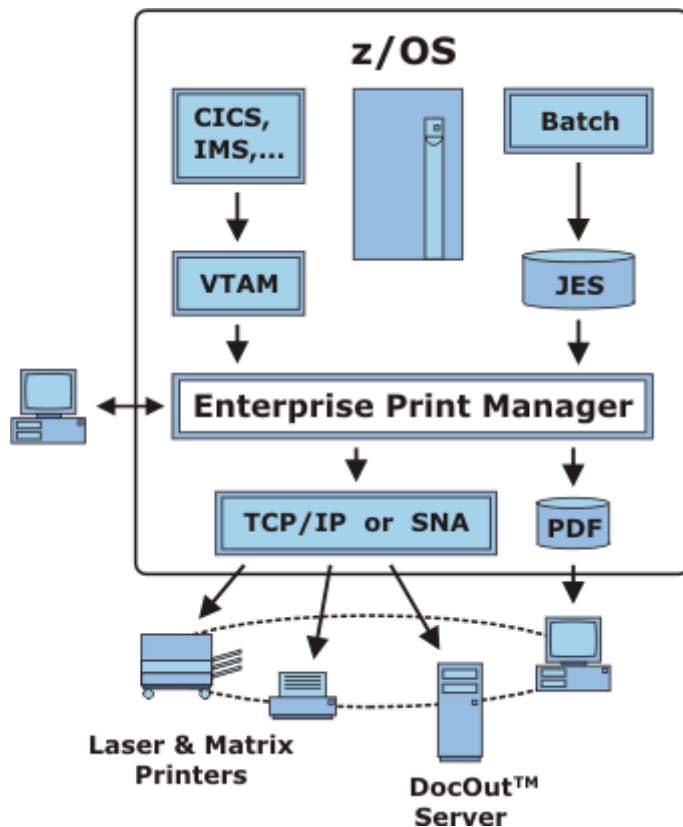 z/OS
CICS,
IMS,...
Batch
VTAM
JES
Enterprise Print Manager
TCP/IP or SNA
PDF
Laser & Matrix
Printers
DocOut™
Server